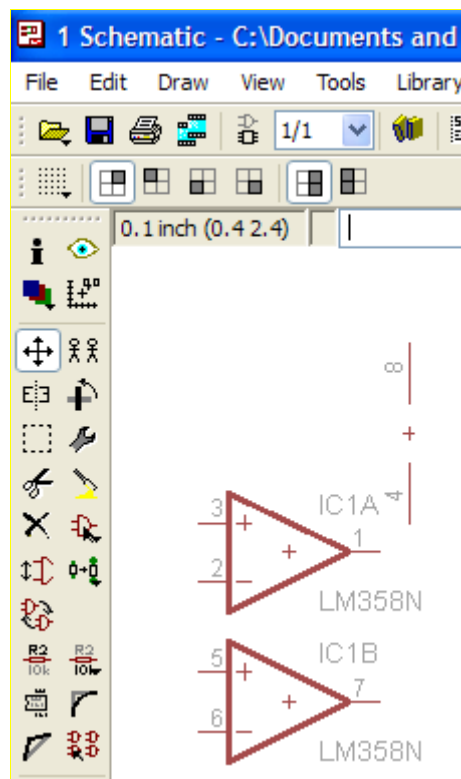 1 Schematic - C:\Documents and
File Edit Draw View Tools Library
1/1
0.1 inch (0.4 2.4)
8
4
3 IC1A
1
2
LM358N
5 IC1B
7
6
LM358N
R2 R2
10k 10k